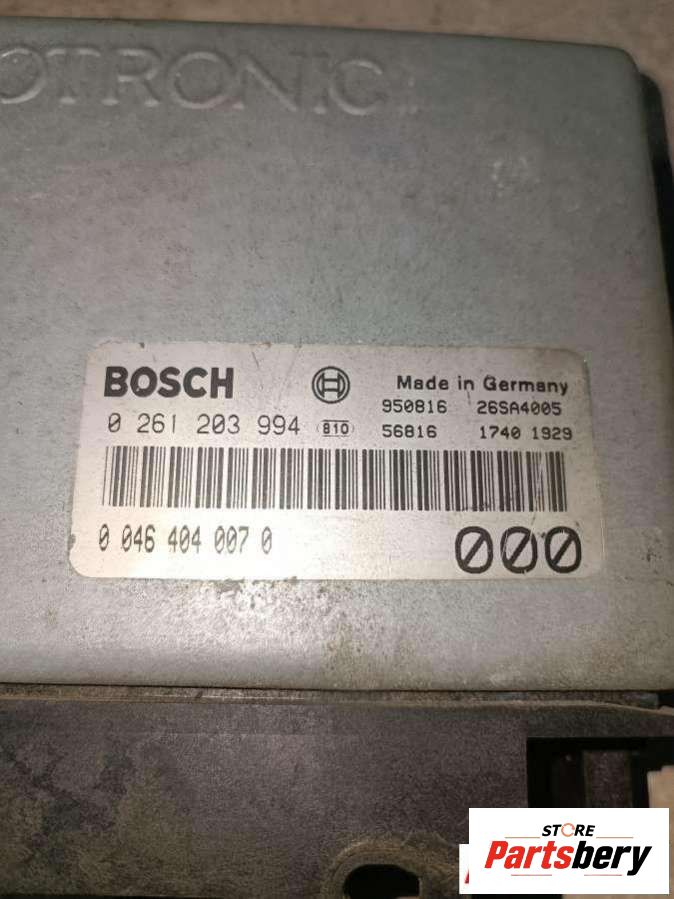 OTRONIC
BOSCH
Made in Germany
950816 26SA4005
0 261 203 994 810 56816 1740 1929
0 046 404 007 0
000
STORE
Partsbery